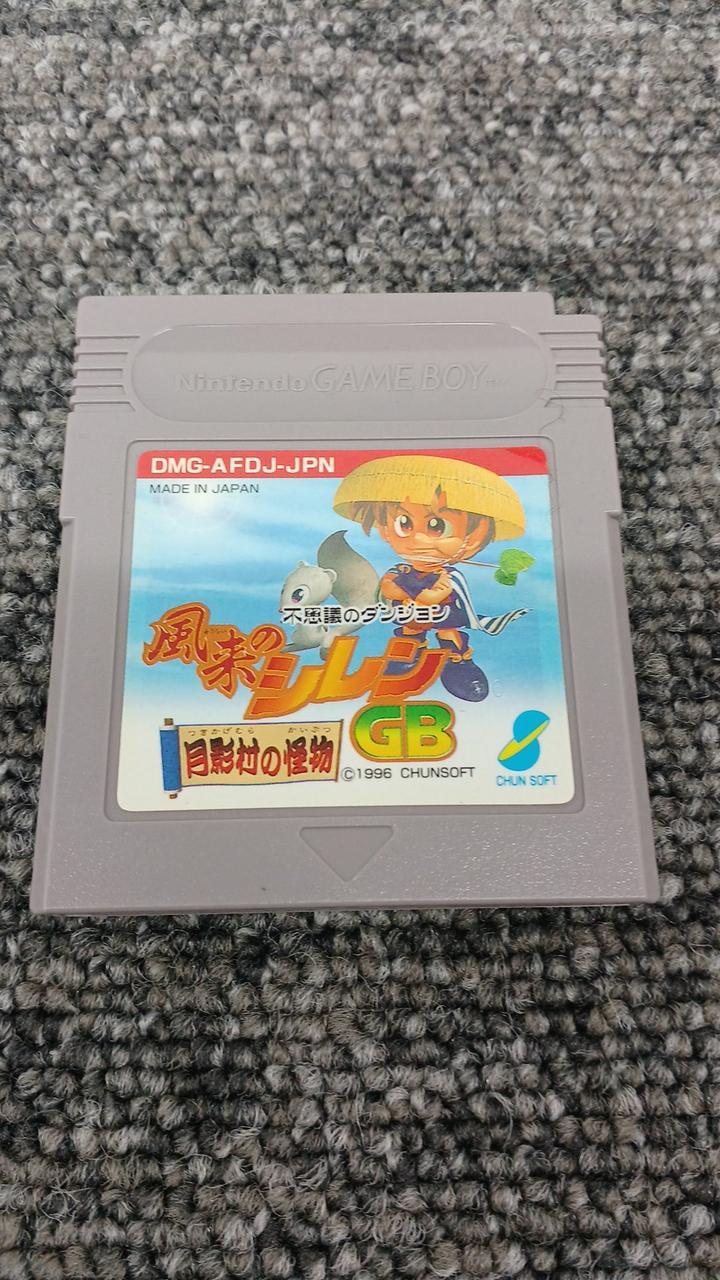 Nintendo GAME BOY TM
DMG-AFDJ-JPN
MADE IN JAPAN
不思議のダンジョン
風来のシレン
GB
つきかげむら かいぶつ
月影村の怪物
©1996 CHUNSOFT
CHUN SOFT